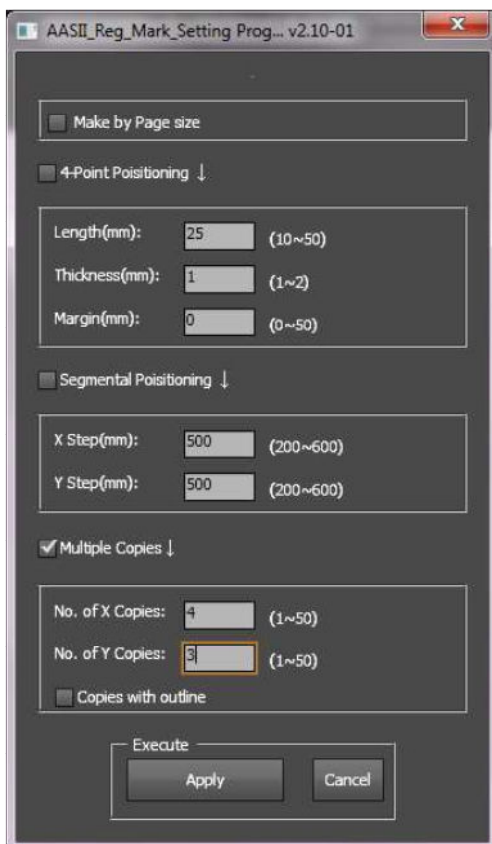 AASII_Reg_Mark_Setting Prog... v2.10-01
Make by Page size
4-Point Poisitioning ↓
Length(mm): 25 (10~50)
Thickness(mm): 1 (1~2)
Margin(mm): 0 (0~50)
Segmental Poisitioning ↓
X Step(mm): 500 (200~600)
Y Step(mm): 500 (200~600)
Multiple Copies ↓
No. of X Copies: 4 (1~50)
No. of Y Copies: 3 (1~50)
Copies with outline
Execute
Apply Cancel